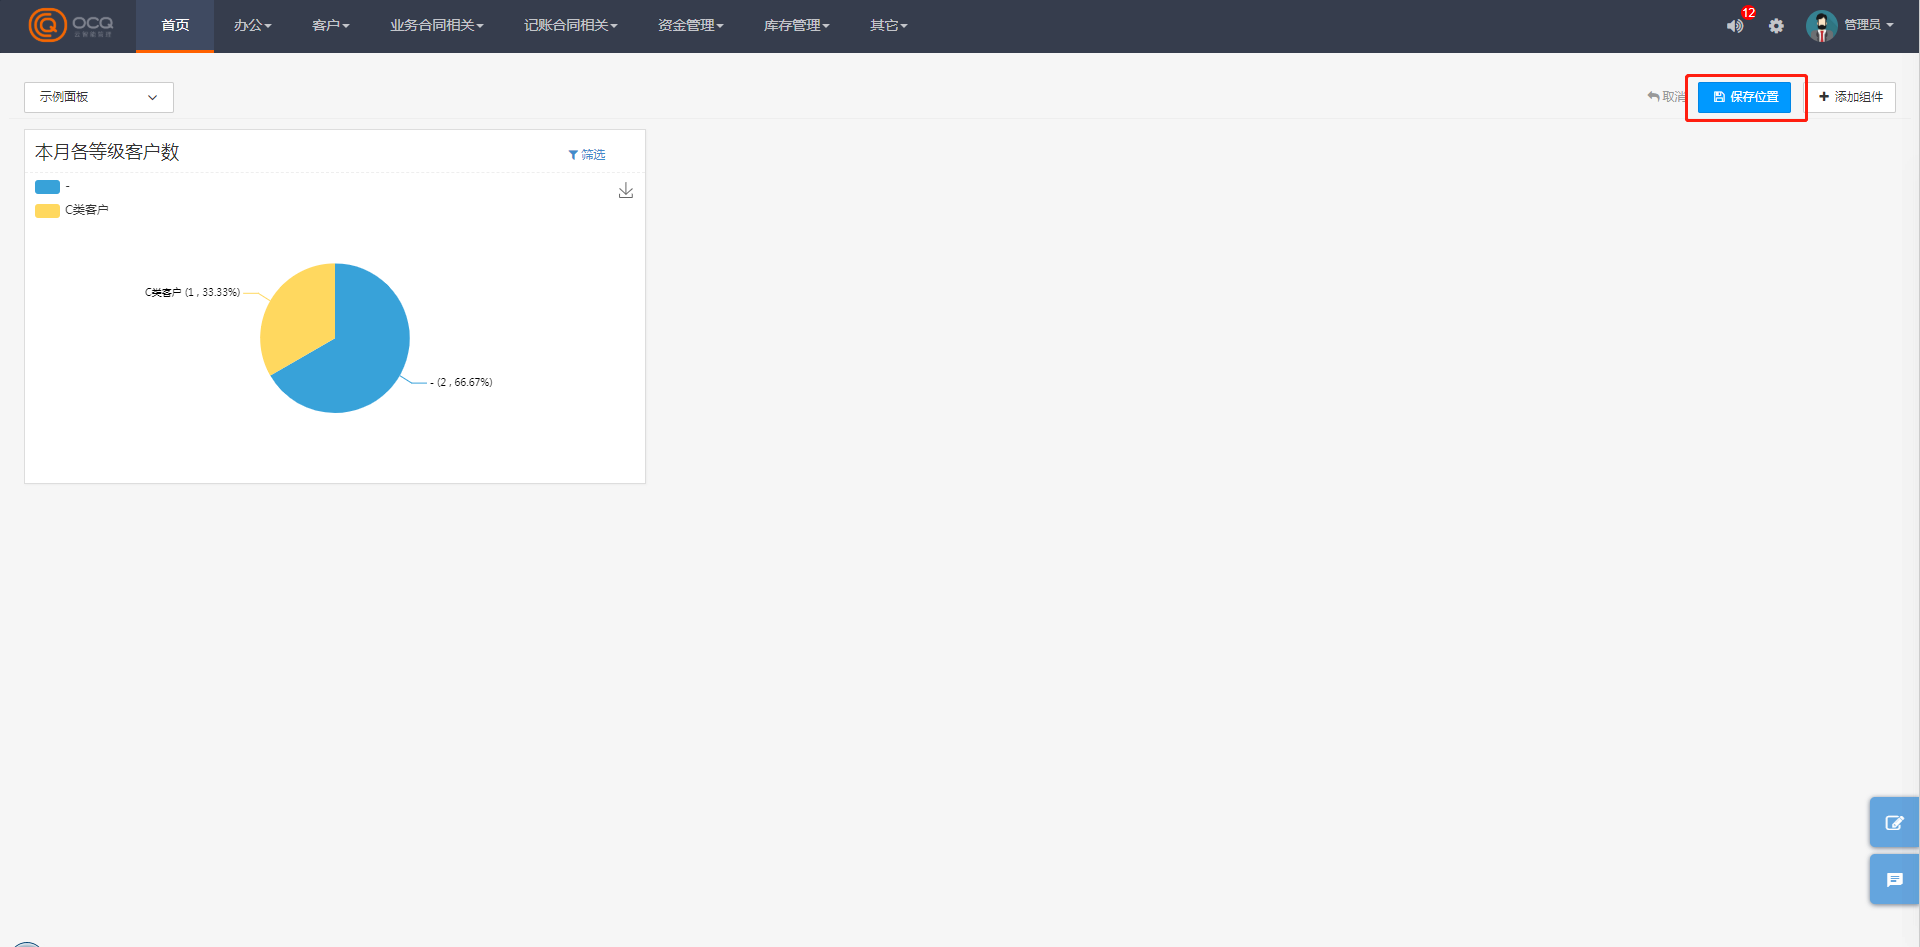 OCQ
首页 办公 客户 业务合同相关 记账合同相关 资金管理 库存管理 其它
12
管理员
示例面板
取消 保存位置 添加组件
本月各等级客户数
筛选
-
C类客户
C类客户 (1 , 33.33%)
- (2 , 66.67%)